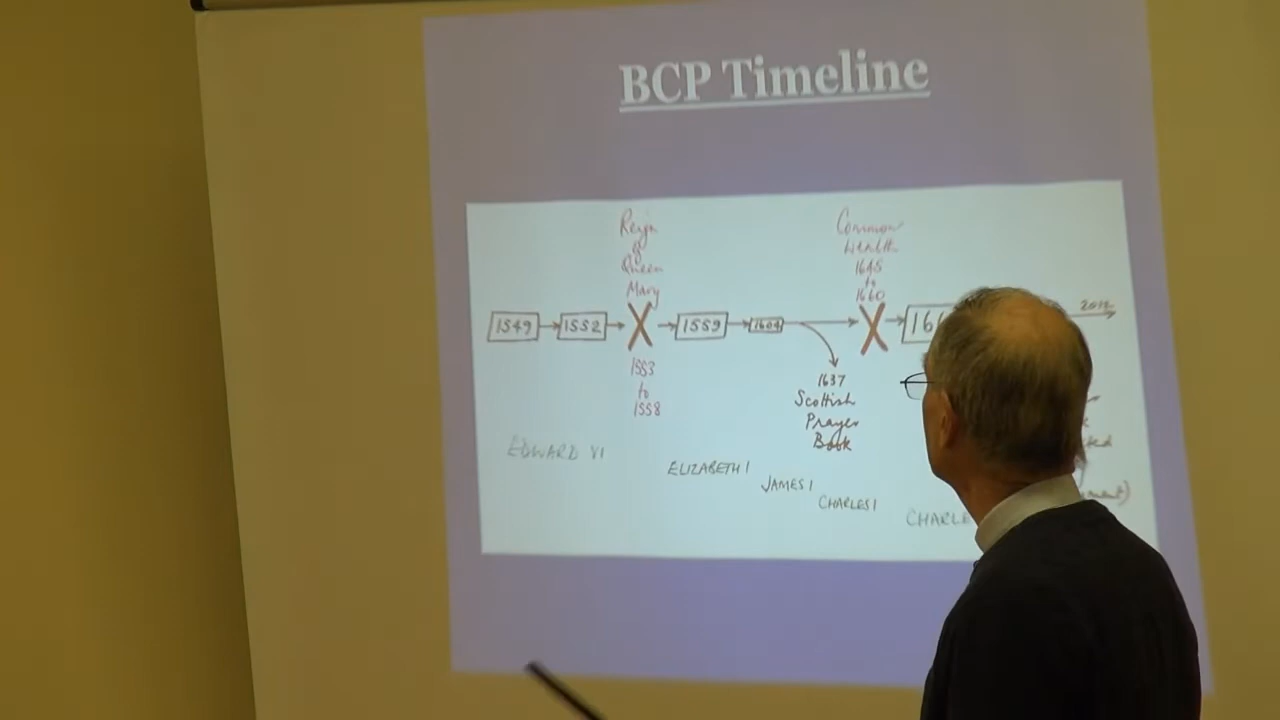 BCP Timeline
Reign
of
Queen
Mary
Common
Wealth
1645
to
1660
1549
1552
X
1559
1604
X
2012
1553
to
1558
1637
Scottish
Prayer
Book
EDWARD VI
ELIZABETH I
JAMES I
CHARLES I